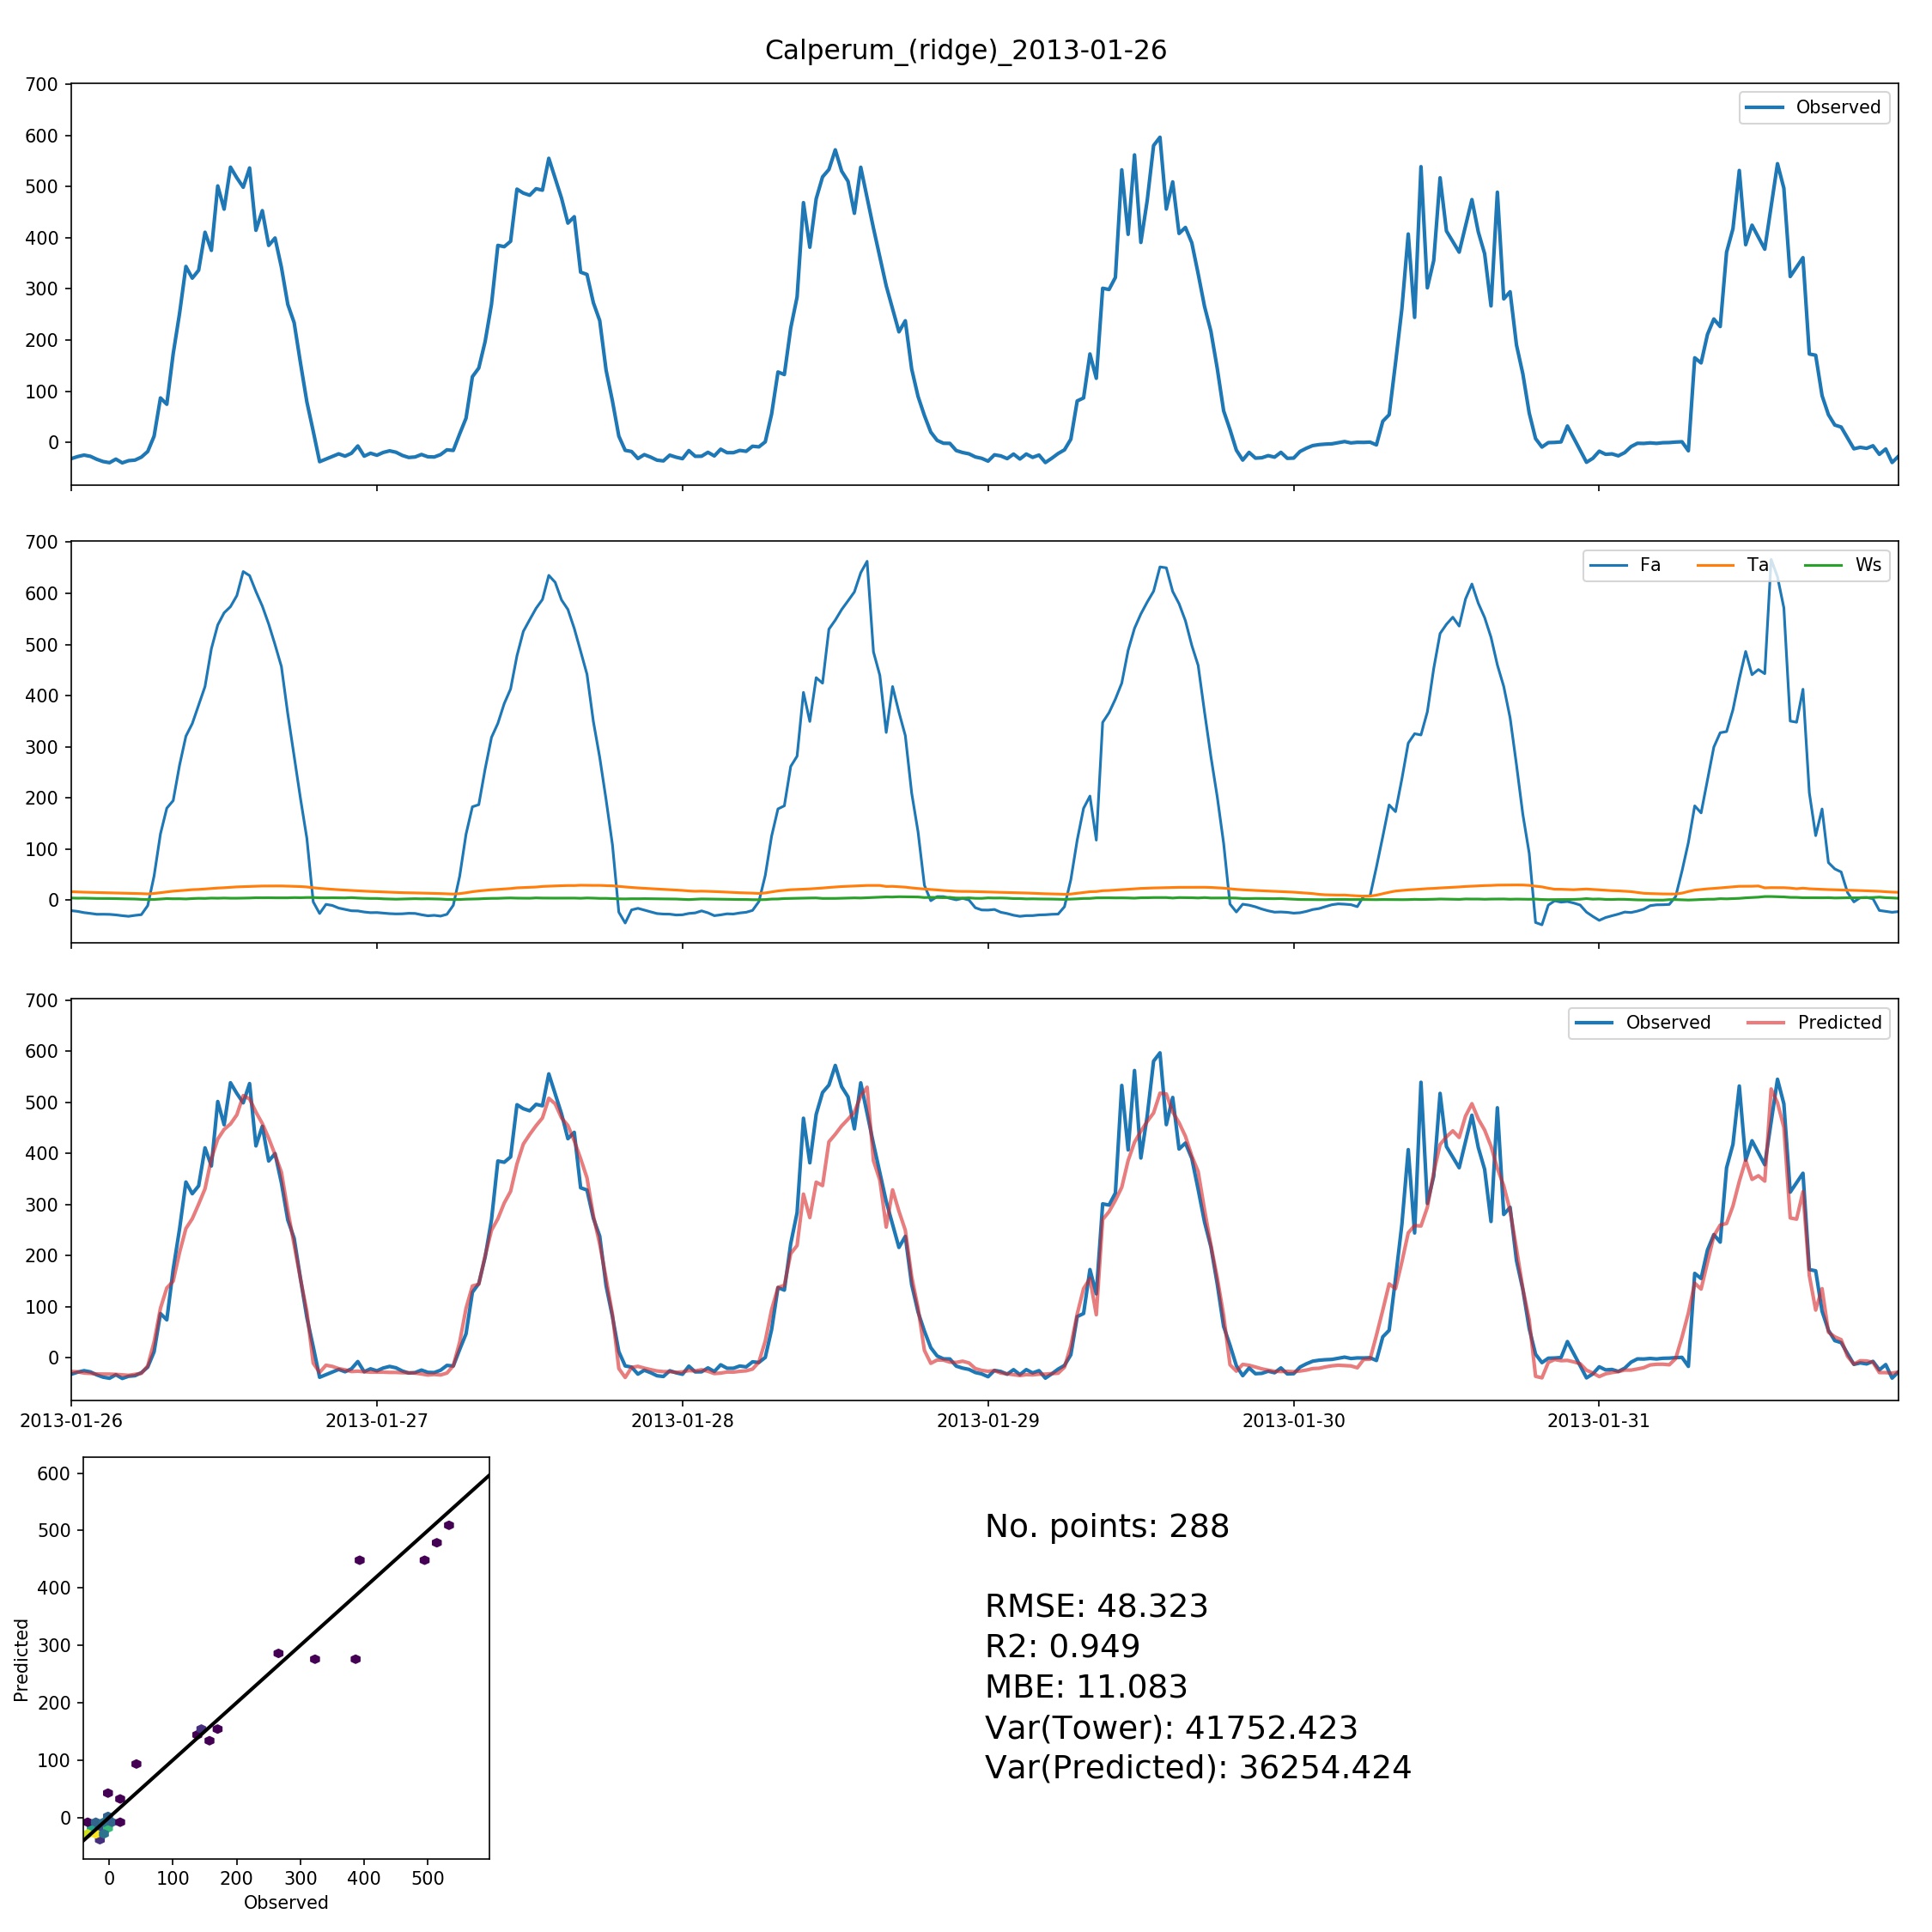 Calperum_(ridge)_2013-01-26
700
600
500
400
300
200
100
0
Observed
700
600
500
400
300
200
100
0
Fa Ta Ws
700
600
500
400
300
200
100
0
Observed Predicted
2013-01-26 2013-01-27 2013-01-28 2013-01-29 2013-01-30 2013-01-31
600
500
400
300
200
100
0
Predicted
0 100 200 300 400 500
Observed
No. points: 288
RMSE: 48.323
R2: 0.949
MBE: 11.083
Var(Tower): 41752.423
Var(Predicted): 36254.424